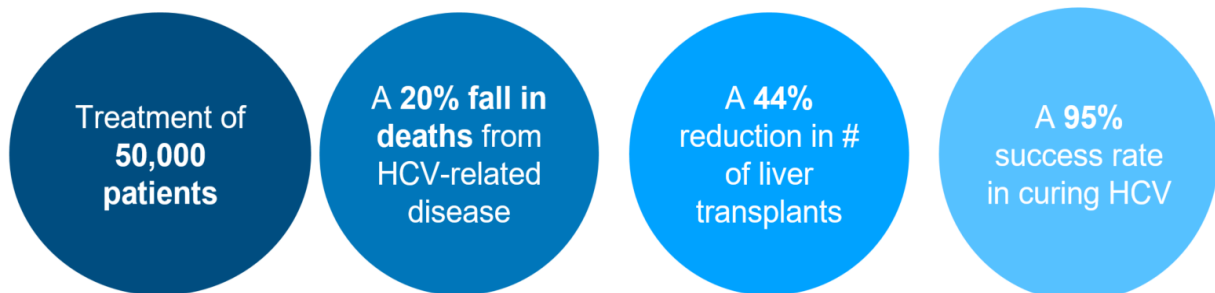 Treatment of
50,000
patients
A 20% fall in
deaths from
HCV-related
disease
A 44%
reduction in #
of liver
transplants
A 95%
success rate
in curing HCV